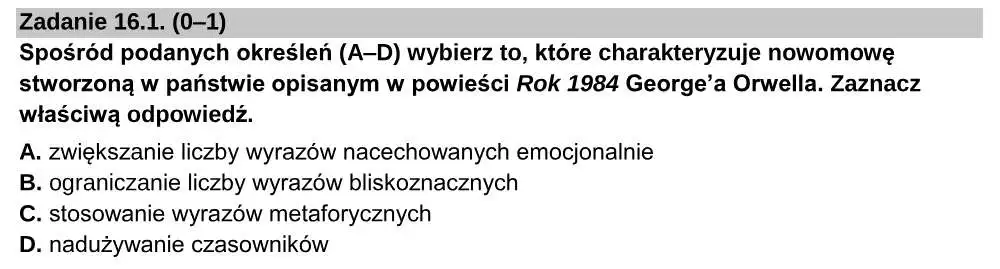 Zadanie 16.1. (0–1)
Spośród podanych określeń (A–D) wybierz to, które charakteryzuje nowomowę
stworzoną w państwie opisanym w powieści Rok 1984 George’a Orwella. Zaznacz
właściwą odpowiedź.
A. zwiększanie liczby wyrazów nacechowanych emocjonalnie
B. ograniczanie liczby wyrazów bliskoznacznych
C. stosowanie wyrazów metaforycznych
D. nadużywanie czasowników